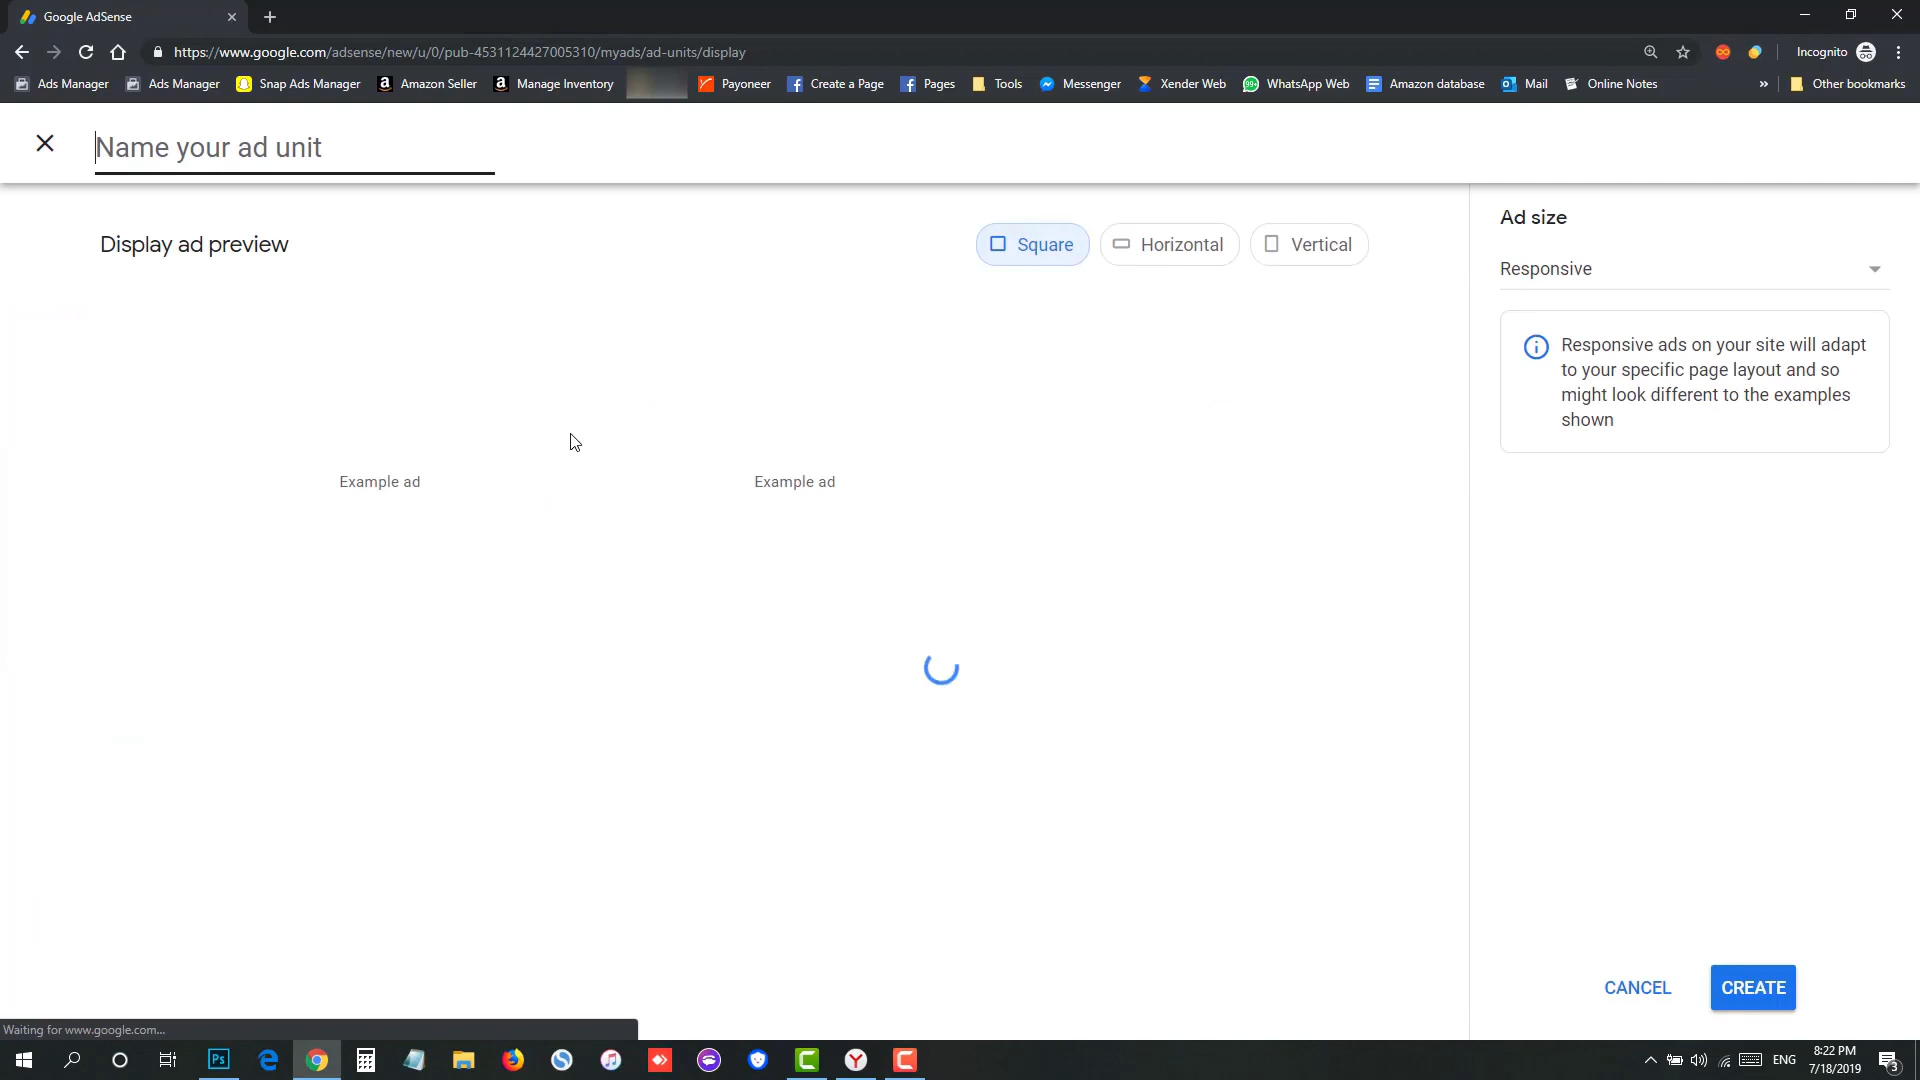 Google AdSense
https://www.google.com/adsense/new/u/0/pub-4531124427005310/myads/ad-units/display
Incognito
Ads Manager
Ads Manager
Snap Ads Manager
Amazon Seller
Manage Inventory
Payoneer
Create a Page
Pages
Tools
Messenger
Xender Web
99+
WhatsApp Web
Amazon database
Mail
Online Notes
»
Other bookmarks
Name your ad unit
Display ad preview
Square
Horizontal
Vertical
Ad size
Responsive
Responsive ads on your site will adapt
to your specific page layout and so
might look different to the examples
shown
Example ad
Example ad
CANCEL
CREATE
Waiting for www.google.com...
Ps
ENG
8:22 PM
7/18/2019
3